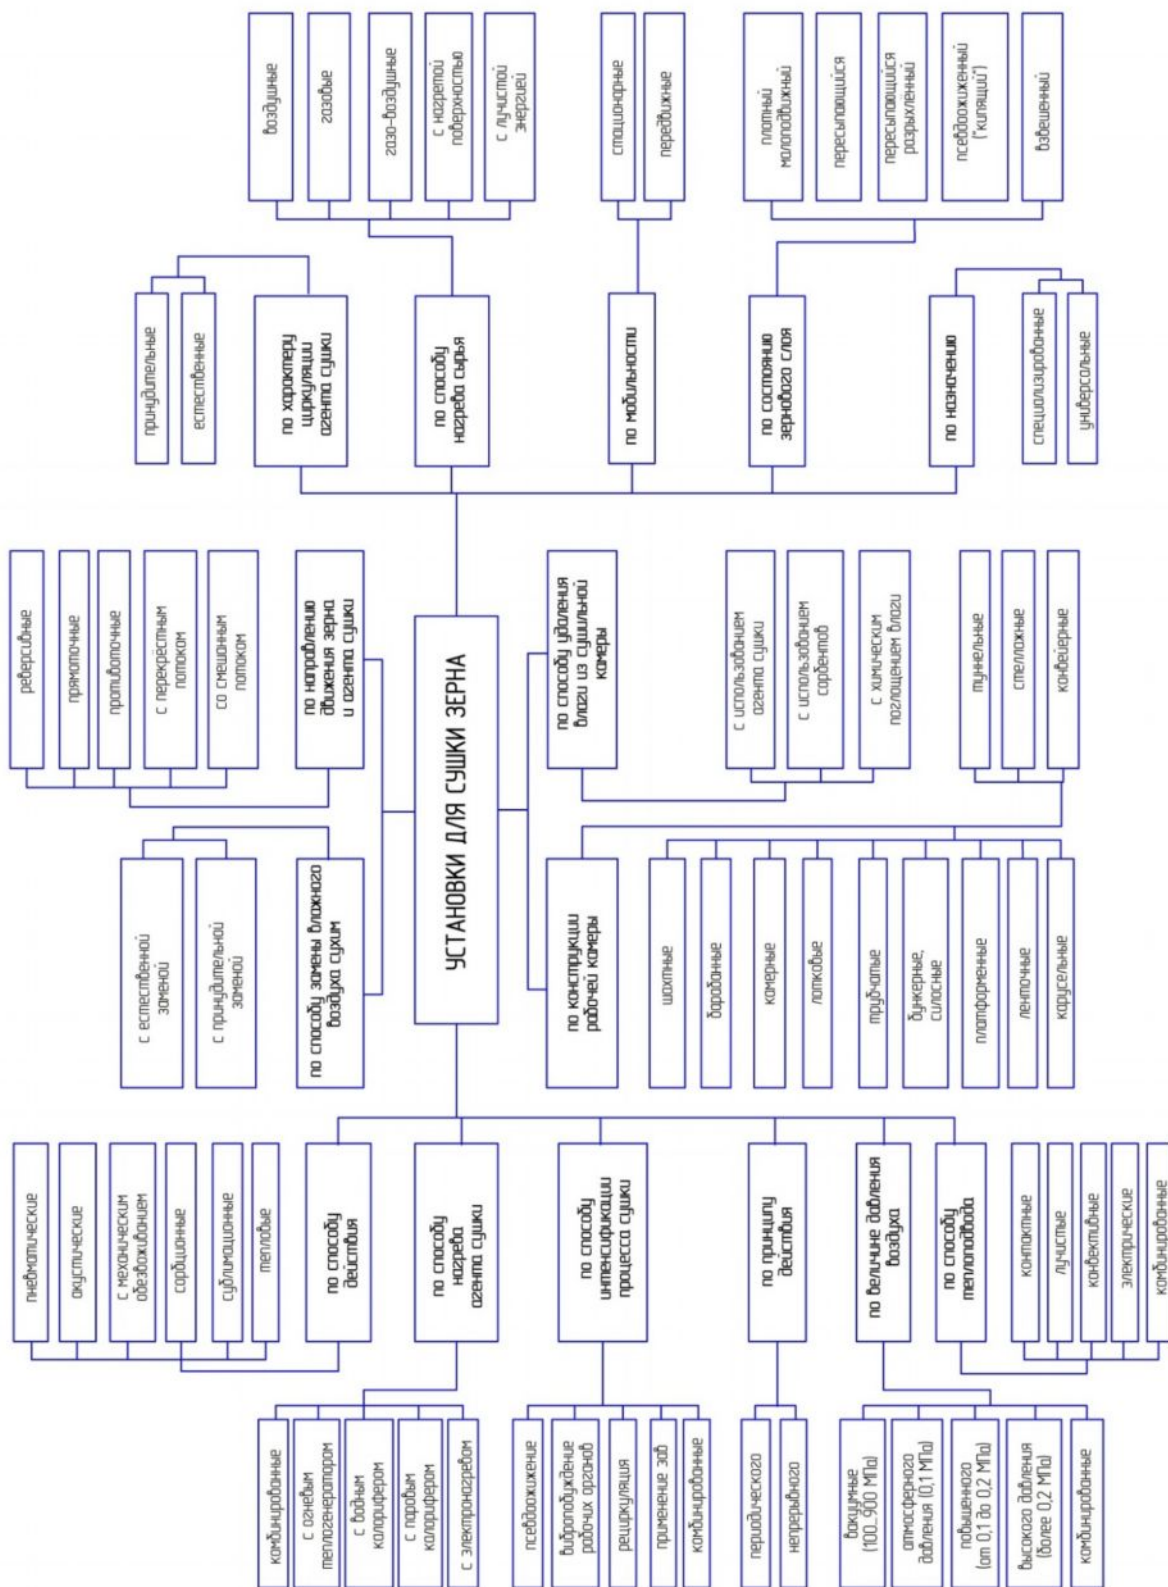 пневматические
акустические
с механическим
обезвоживанием
сорбционные
сублимационные
тепловые
по способу
действия
комбинированные
с огневым
теплогенератором
с водным
калорифером
с паровым
калорифером
с электронагревом
по способу
нагрева
агента сушки
псевдоожижение
вибропобуждение
рабочих органов
рециркуляция
применение ЭАВ
комбинированные
по способу
интенсификации
процесса сушки
периодического
непрерывного
по принципу
действия
вакуумные
(100...900 МПа)
атмосферного
давления (0,1 МПа)
повышенного
(от 0,1 до 0,2 МПа)
высокого давления
(более 0,2 МПа)
комбинированные
по величине давления
воздуха
по способу
теплоподвода
контактные
лучистые
конвективные
электрические
комбинированные
с естественной
заменой
с принудительной
заменой
по способу замены влажного
воздуха сухим
реверсивные
прямоточные
противоточные
с перекрёстным
потоком
со смешаным
потоком
по направлению
движения зерна
и агента сушки
УСТАНОВКИ ДЛЯ СУШКИ ЗЕРНА
по конструкции
рабочей камеры
шахтные
барабанные
камерные
лотковые
трубчатые
бункерные,
силосные
платформенные
ленточные
карусельные
туннельные
стеллажные
конвейерные
по способу удаления
влаги из сушильной
камеры
с использованием
агента сушки
с использованием
сорбентов
с химическим
поглощением влаги
принудительные
естественные
по характеру
циркуляции
агента сушки
воздушные
газовые
газо-воздушные
с нагретой
поверхностью
с лучистой
энергией
по способу
нагрева сырья
стационарные
передвижные
по мобильности
плотный
малоподвижный
пересыпающийся
пересыпающийся
разрыхлённый
псевдоожиженный
("кипящий")
взвешенный
по состоянию
зернового слоя
по назначению
специализированные
универсальные